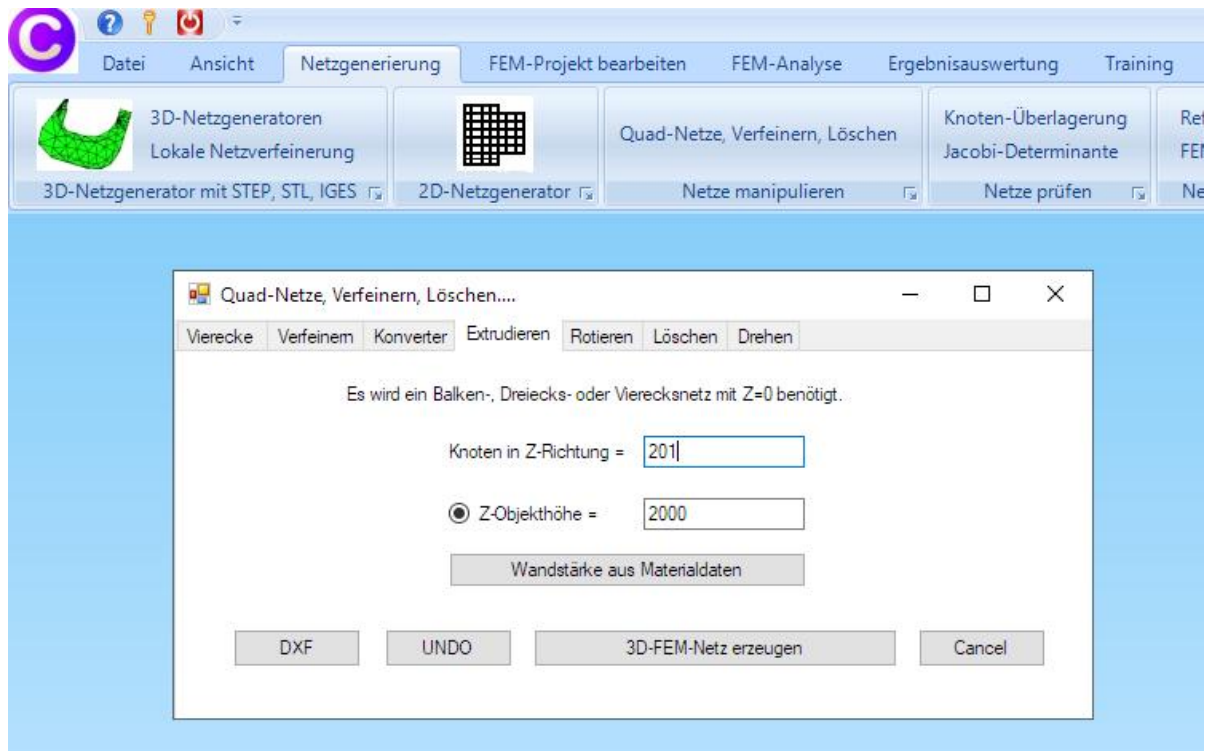 C
Datei Ansicht Netzgenerierung FEM-Projekt bearbeiten FEM-Analyse Ergebnisauswertung Training
3D-Netzgeneratoren
Lokale Netzverfeinerung
3D-Netzgenerator mit STEP, STL, IGES
2D-Netzgenerator
Quad-Netze, Verfeinern, Löschen
Netze manipulieren
Knoten-Überlagerung
Jacobi-Determinante
Netze prüfen
Quad-Netze, Verfeinern, Löschen....
Vierecke Verfeinern Konverter Extrudieren Rotieren Löschen Drehen
Es wird ein Balken-, Dreiecks- oder Vierecksnetz mit Z=0 benötigt.
Knoten in Z-Richtung = 201
Z-Objekthöhe = 2000
Wandstärke aus Materialdaten
DXF UNDO 3D-FEM-Netz erzeugen Cancel